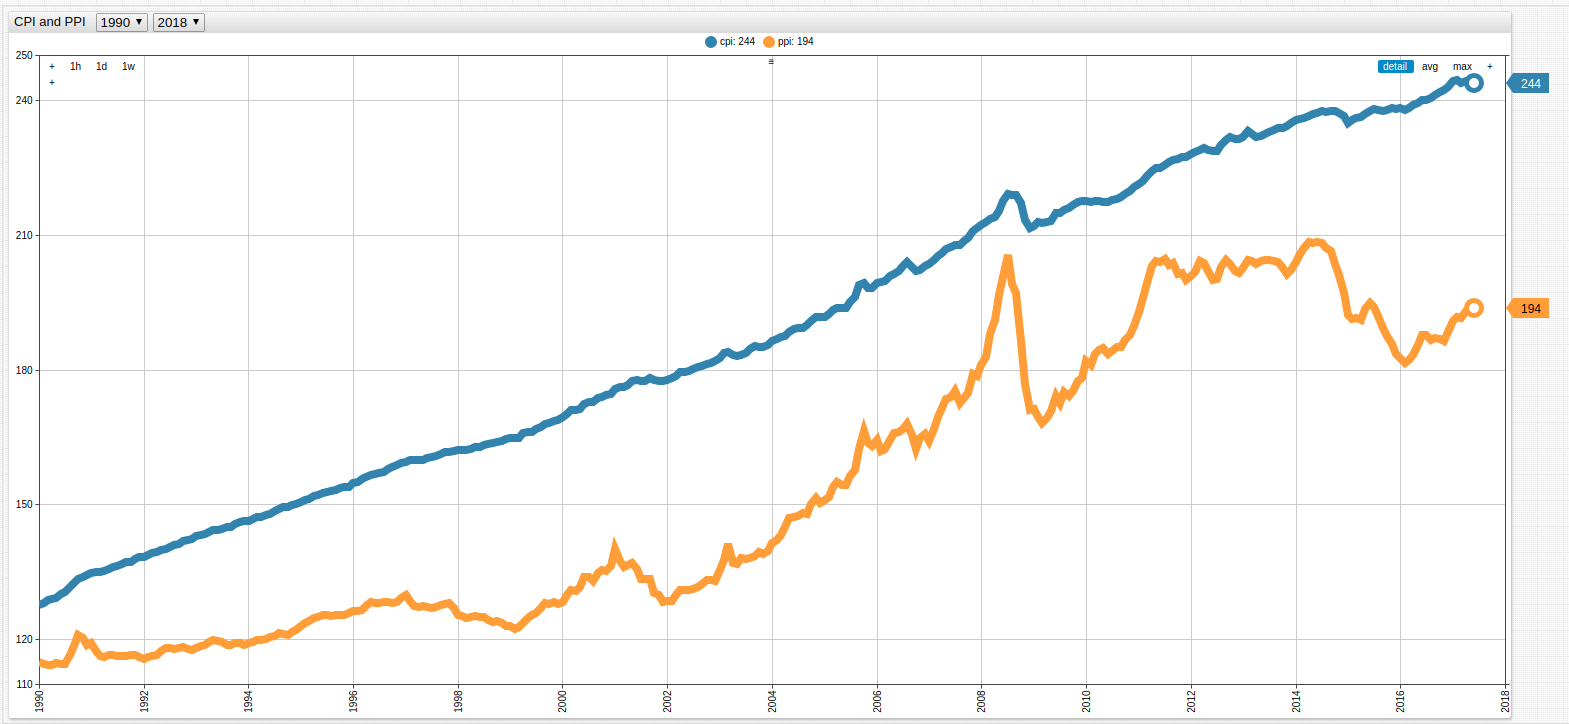 CPI and PPI 1990 ▼ 2018 ▼
cpi: 244 ppi: 194
250
+ 1h 1d 1w
+
detail avg max +
244
240
210
194
180
150
120
110
1990 1992 1994 1996 1998 2000 2002 2004 2006 2008 2010 2012 2014 2016 2018